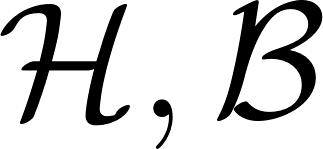 ℋ, ℬ